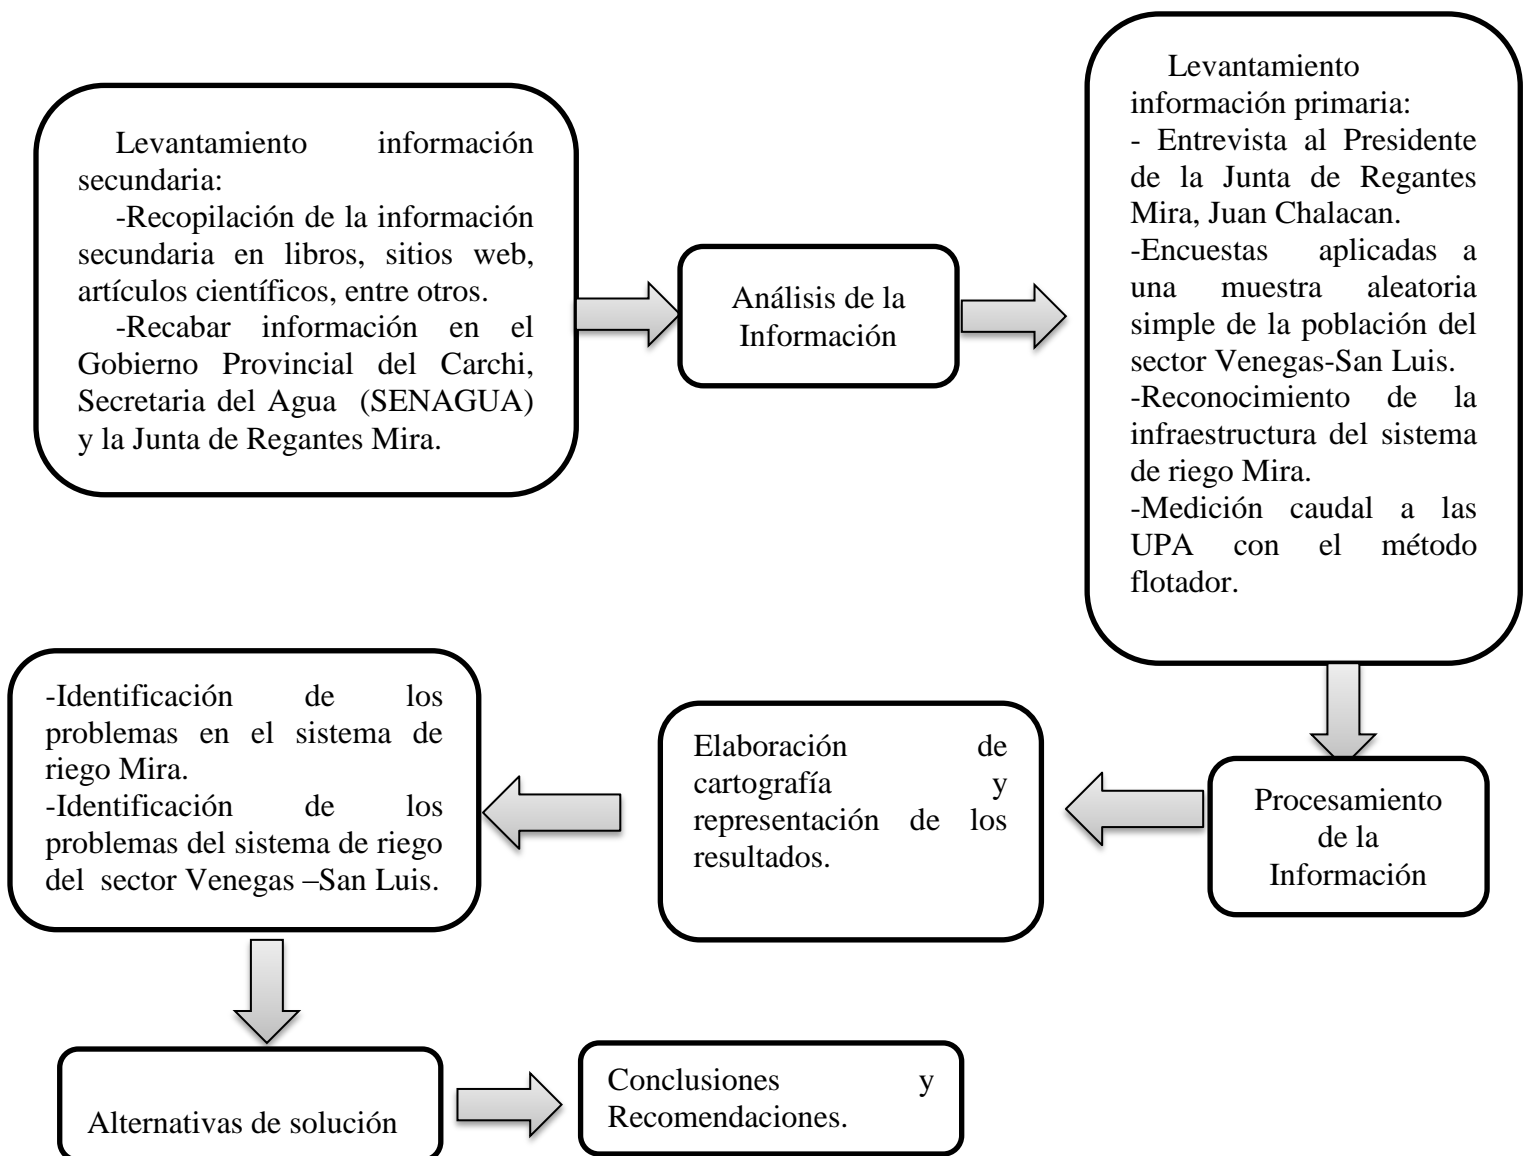 Levantamiento información
secundaria:
-Recopilación de la información
secundaria en libros, sitios web,
artículos científicos, entre otros.
-Recabar información en el
Gobierno Provincial del Carchi,
Secretaria del Agua (SENAGUA)
y la Junta de Regantes Mira.
Análisis de la
Información
Levantamiento
información primaria:
- Entrevista al Presidente
de la Junta de Regantes
Mira, Juan Chalacan.
-Encuestas aplicadas a
una muestra aleatoria
simple de la población del
sector Venegas-San Luis.
-Reconocimiento de la
infraestructura del sistema
de riego Mira.
-Medición caudal a las
UPA con el método
flotador.
Procesamiento
de la
Información
Elaboración de
cartografía y
representación de los
resultados.
-Identificación de los
problemas en el sistema de
riego Mira.
-Identificación de los
problemas del sistema de riego
del sector Venegas –San Luis.
Alternativas de solución
Conclusiones y
Recomendaciones.